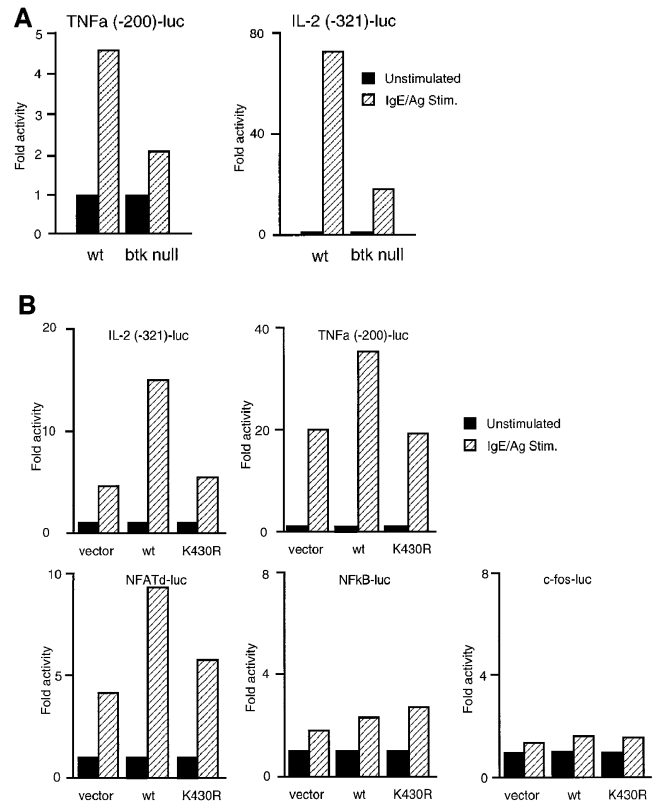 A
TNFa (-200)-luc
IL-2 (-321)-luc
5
4
3
2
1
0
Fold activity
wt
btk null
80
40
0
Fold activity
wt
btk null
Unstimulated
IgE/Ag Stim.
B
IL-2 (-321)-luc
20
10
0
Fold activity
vector
wt
K430R
TNFa (-200)-luc
40
20
0
Fold activity
vector
wt
K430R
Unstimulated
IgE/Ag Stim.
NFATd-luc
10
5
0
Fold activity
vector
wt
K430R
NFkB-luc
8
4
0
Fold activity
vector
wt
K430R
c-fos-luc
8
4
0
Fold activity
vector
wt
K430R